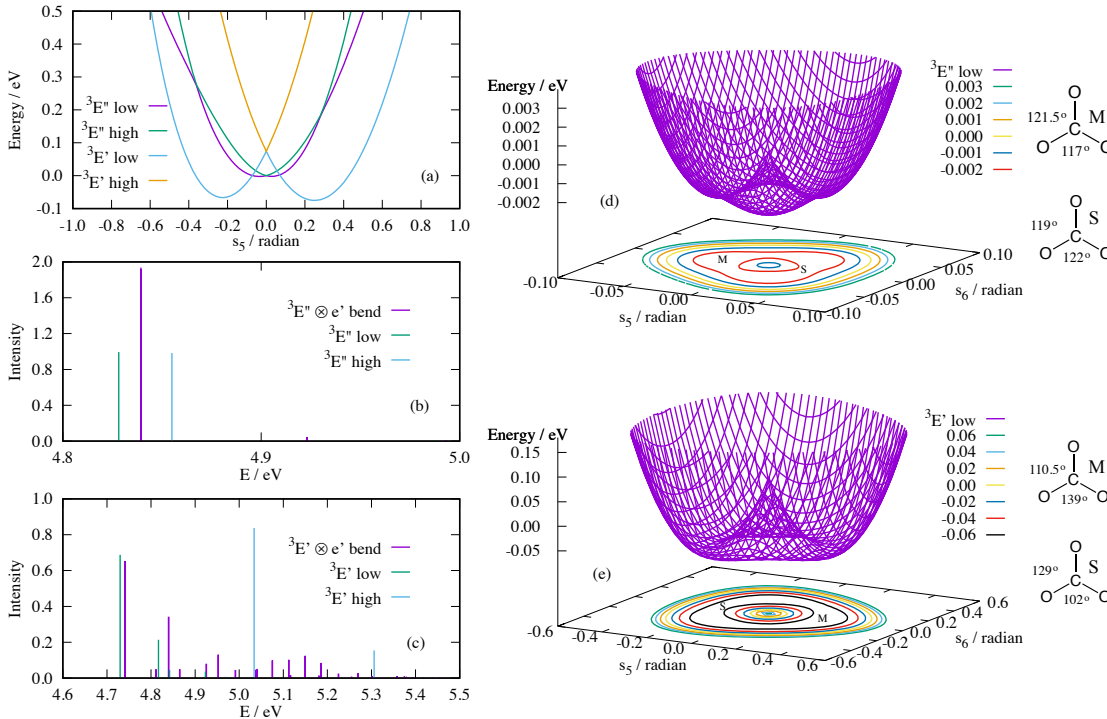 0.5
0.4
0.3
0.2
0.1
0.0
-0.1
Energy / eV
³E" low
³E" high
³E' low
³E' high
(a)
-1.0 -0.8 -0.6 -0.4 -0.2 0.0 0.2 0.4 0.6 0.8 1.0
s₅ / radian
2.0
1.6
1.2
0.8
0.4
0.0
Intensity
³E" ⊗ e' bend
³E" low
³E" high
(b)
4.8 4.9 5.0
E / eV
1.0
0.8
0.6
0.4
0.2
0.0
Intensity
³E' ⊗ e' bend
³E' low
³E' high
(c)
4.6 4.7 4.8 4.9 5.0 5.1 5.2 5.3 5.4 5.5
E / eV
Energy / eV
0.003
0.002
0.001
0.000
-0.001
-0.002
(d)
³E" low
0.003
0.002
0.001
0.000
-0.001
-0.002
M
S
-0.10 -0.05 0.00 0.05 0.10
s₅ / radian
-0.10 -0.05 0.00 0.05 0.10
s₆ / radian
O
121.5° C M
O 117° O
O
119° C S
O 122° O
Energy / eV
0.15
0.10
0.05
0.00
-0.05
(e)
³E' low
0.06
0.04
0.02
0.00
-0.02
-0.04
-0.06
S
M
-0.6 -0.4 -0.2 0.0 0.2 0.4 0.6
s₅ / radian
-0.6 -0.4 -0.2 0.0 0.2 0.4 0.6
s₆ / radian
O
110.5° C M
O 139° O
O
129° C S
O 102° O